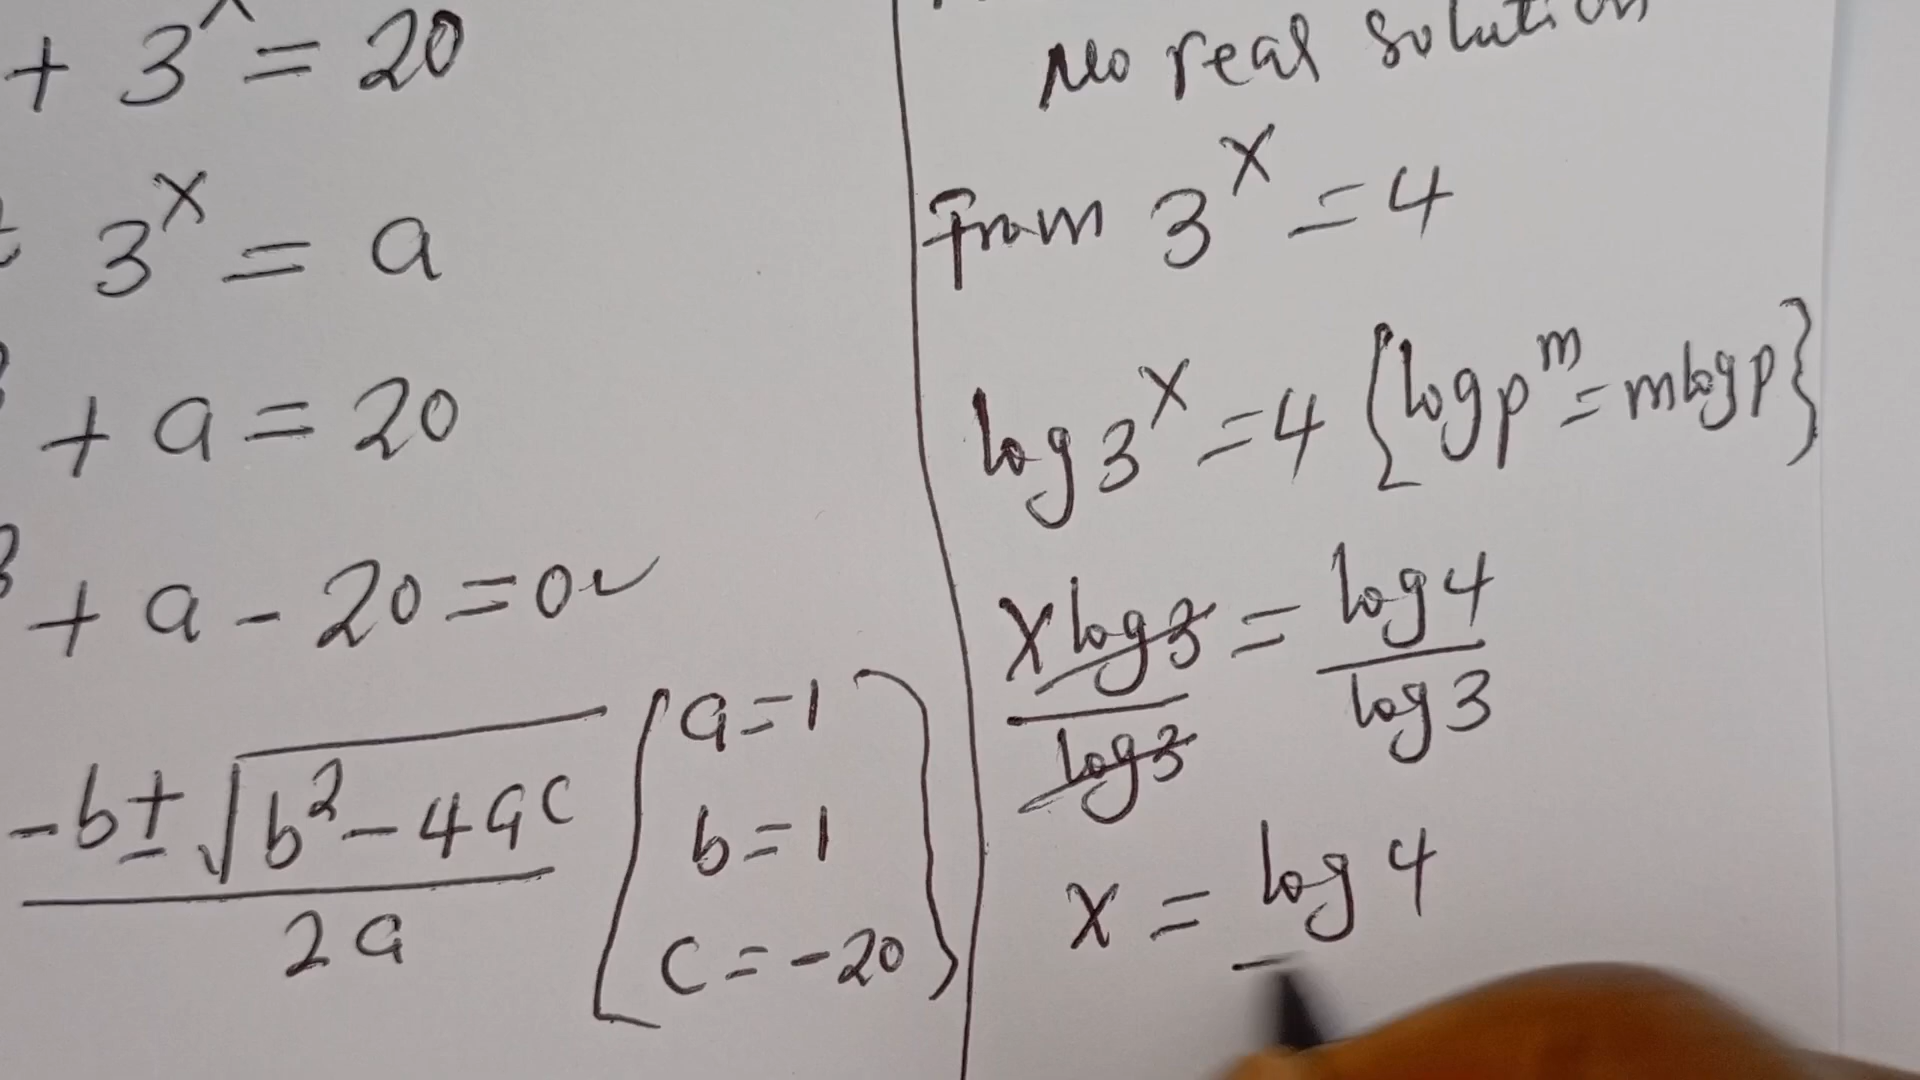 + 3^x = 20
3^x = a
+ a = 20
+ a - 20 = 0
-b ± √(b² - 4ac)
2a
a = 1
b = 1
c = -20
No real solution
From 3^x = 4
log 3^x = 4 {log p^m = m log p}
x log 3 = log 4
log 3 log 3
x = log 4